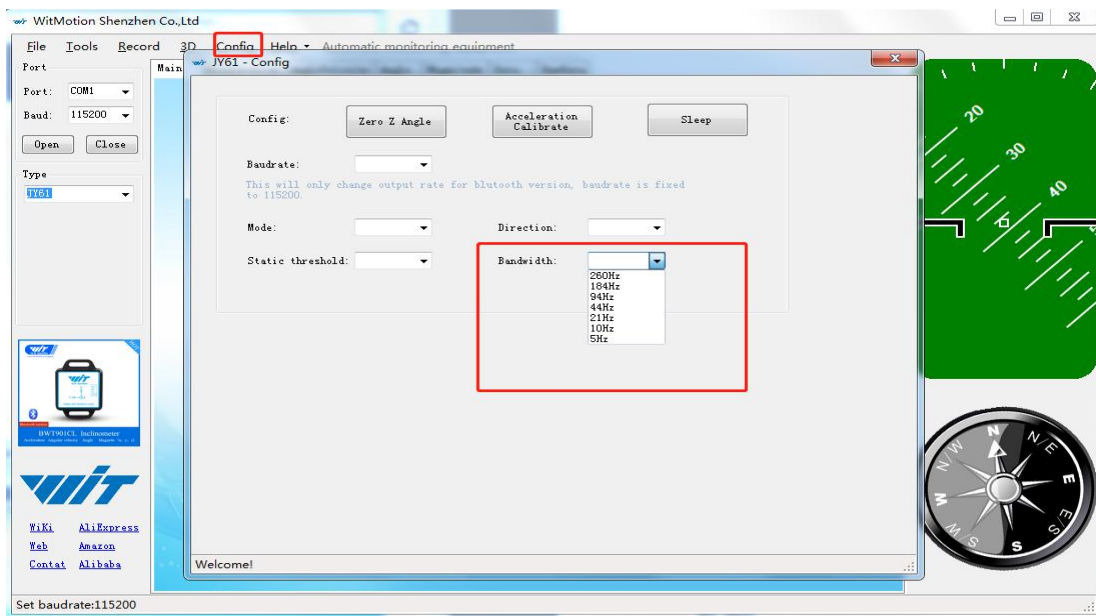 WitMotion Shenzhen Co.,Ltd
File Tools Record 3D Config Help Automatic monitoring equipment
JY61 - Config
Port
Main
Port: COM1
Baud: 115200
Open Close
Type
JY61
Config: Zero Z Angle Acceleration Calibrate Sleep
Baudrate:
This will only change output rate for blutooth version, baudrate is fixed
to 115200.
Mode: Direction:
Static threshold: Bandwidth:
260Hz
184Hz
94Hz
44Hz
21Hz
10Hz
5Hz
20
30
40
WiT
BWT901CL Inclinometer
WiT
WiKi AliExpress
Web Amazon
Contat Alibaba
N
N/E
E
E/S
S
W/S
W
N/W
Welcome!
Set baudrate:115200